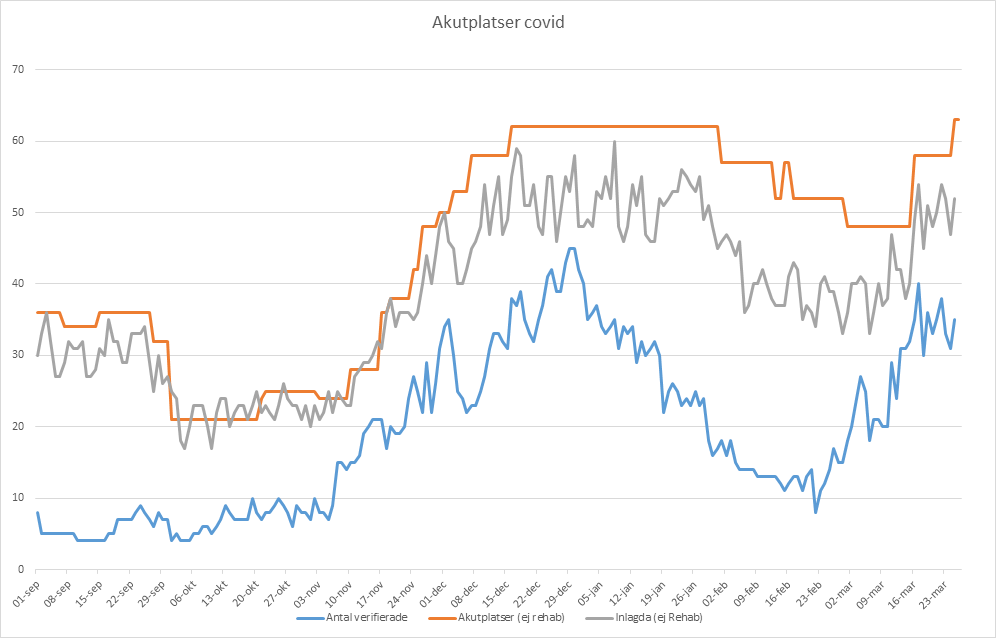 Akutplatser covid
70
60
50
40
30
20
10
0
01-sep
08-sep
15-sep
22-sep
29-sep
06-okt
13-okt
20-okt
27-okt
03-nov
10-nov
17-nov
24-nov
01-dec
08-dec
15-dec
22-dec
29-dec
05-jan
12-jan
19-jan
26-jan
02-feb
09-feb
16-feb
23-feb
02-mar
09-mar
16-mar
23-mar
Antal verifierade
Akutplatser (ej rehab)
Inlagda (ej Rehab)